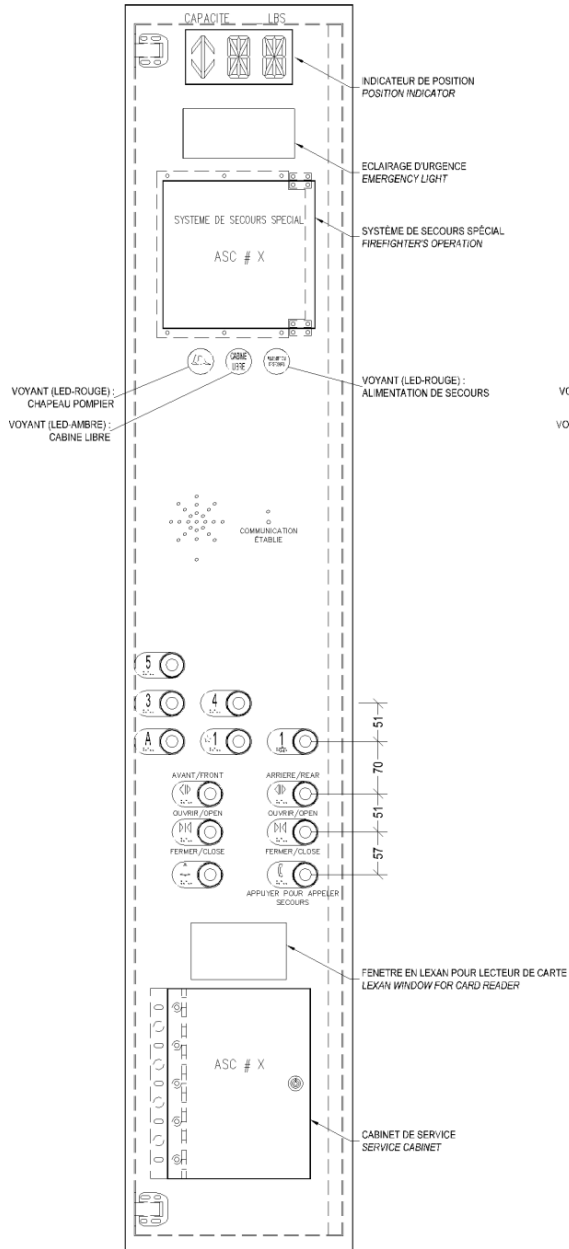 CAPACITE LBS
INDICATEUR DE POSITION
POSITION INDICATOR
ECLAIRAGE D'URGENCE
EMERGENCY LIGHT
SYSTEME DE SECOURS SPECIAL
ASC # X
SYSTÈME DE SECOURS SPÉCIAL
FIREFIGHTER'S OPERATION
CABINE
LIBRE
VOYANT (LED-ROUGE) :
CHAPEAU POMPIER
VOYANT (LED-AMBRE) :
CABINE LIBRE
VOYANT (LED-ROUGE) :
ALIMENTATION DE SECOURS
COMMUNICATION
ÉTABLIE
5
3 4
A 1 1
51
70
51
57
AVANT/FRONT ARRIERE/REAR
OUVRIR/OPEN OUVRIR/OPEN
FERMER/CLOSE FERMER/CLOSE
APPUYER POUR APPELER
SECOURS
FENETRE EN LEXAN POUR LECTEUR DE CARTE
LEXAN WINDOW FOR CARD READER
ASC # X
CABINET DE SERVICE
SERVICE CABINET